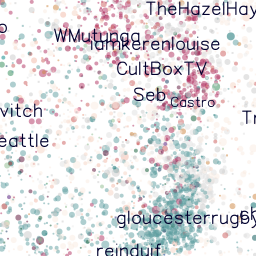 TheHazelHay
WMutunga
iamkerenlouise
CultBoxTV
Seb
Castro
vitch
eattle
gloucesterrugby
reinduif